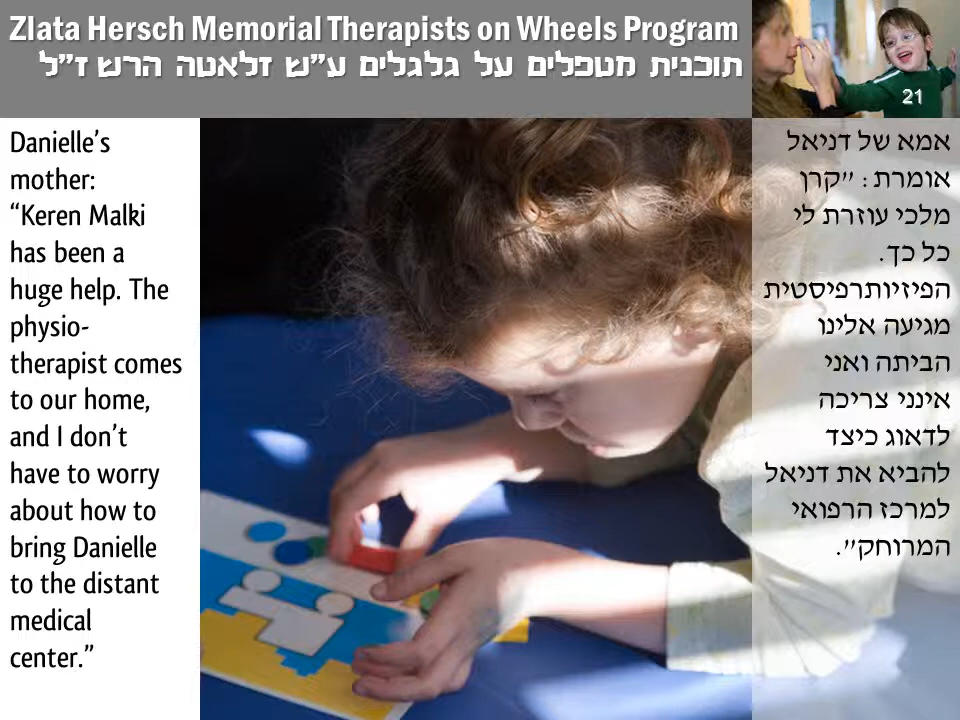 Zlata Hersch Memorial Therapists on Wheels Program
תוכנית מטפלים על גלגלים ע"ש זלאטה הרש ז"ל
21
Danielle’s
mother:
“Keren Malki
has been a
huge help. The
physio-
therapist comes
to our home,
and I don’t
have to worry
about how to
bring Danielle
to the distant
medical
center.”
אמא של דניאל
אומרת : "קרן
מלכי עוזרת לי
כל כך.
הפיזיותרפיסטית
מגיעה אלינו
הביתה ואני
אינני צריכה
לדאוג כיצד
להביא את דניאל
למרכז הרפואי
המרוחק".